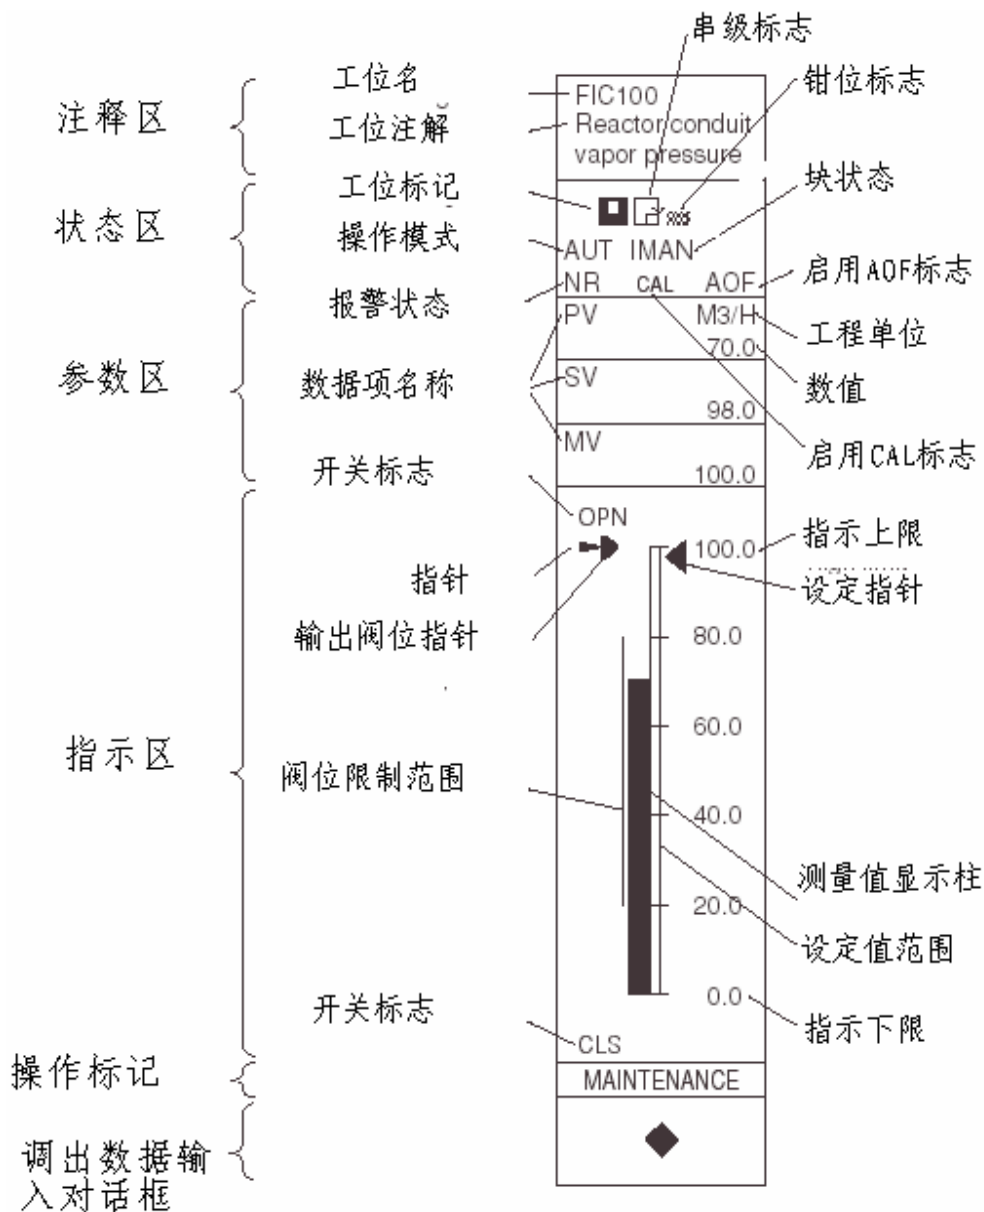 串级标志
工位名
FIC100
钳位标志
注释区
工位注解
Reactor conduit
vapor pressure
工位标记
块状态
状态区
操作模式
AUT IMAN
报警状态
NR CAL AOF
启用AOF标志
PV M3/H
工程单位
70.0
参数区
数据项名称
SV
数值
98.0
MV
启用CAL标志
开关标志
100.0
OPN
100.0
指示上限
指针
设定指针
输出阀位指针
80.0
指示区
60.0
阀位限制范围
40.0
测量值显示柱
20.0
设定值范围
开关标志
0.0
指示下限
CLS
操作标记
MAINTENANCE
调出数据输
入对话框